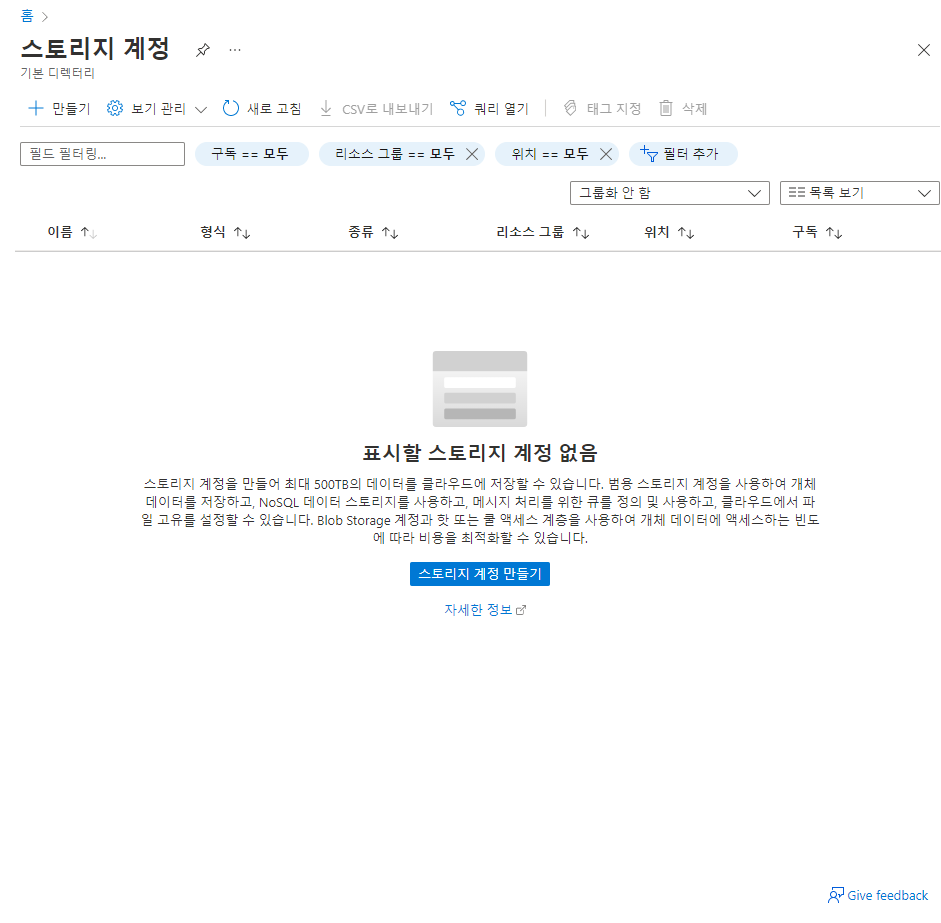 홈
스토리지 계정
기본 디렉터리
만들기 보기 관리 새로 고침 CSV로 내보내기 쿼리 열기 태그 지정 삭제
필드 필터링... 구독 == 모두 리소스 그룹 == 모두 위치 == 모두 필터 추가
그룹화 안 함 목록 보기
이름 형식 종류 리소스 그룹 위치 구독
표시할 스토리지 계정 없음
스토리지 계정을 만들어 최대 500TB의 데이터를 클라우드에 저장할 수 있습니다. 범용 스토리지 계정을 사용하여 개체
데이터를 저장하고, NoSQL 데이터 스토리지를 사용하고, 메시지 처리를 위한 큐를 정의 및 사용하고, 클라우드에서 파
일 고유를 설정할 수 있습니다. Blob Storage 계정과 핫 또는 쿨 액세스 계층을 사용하여 개체 데이터에 액세스하는 빈도
에 따라 비용을 최적화할 수 있습니다.
스토리지 계정 만들기
자세한 정보
Give feedback